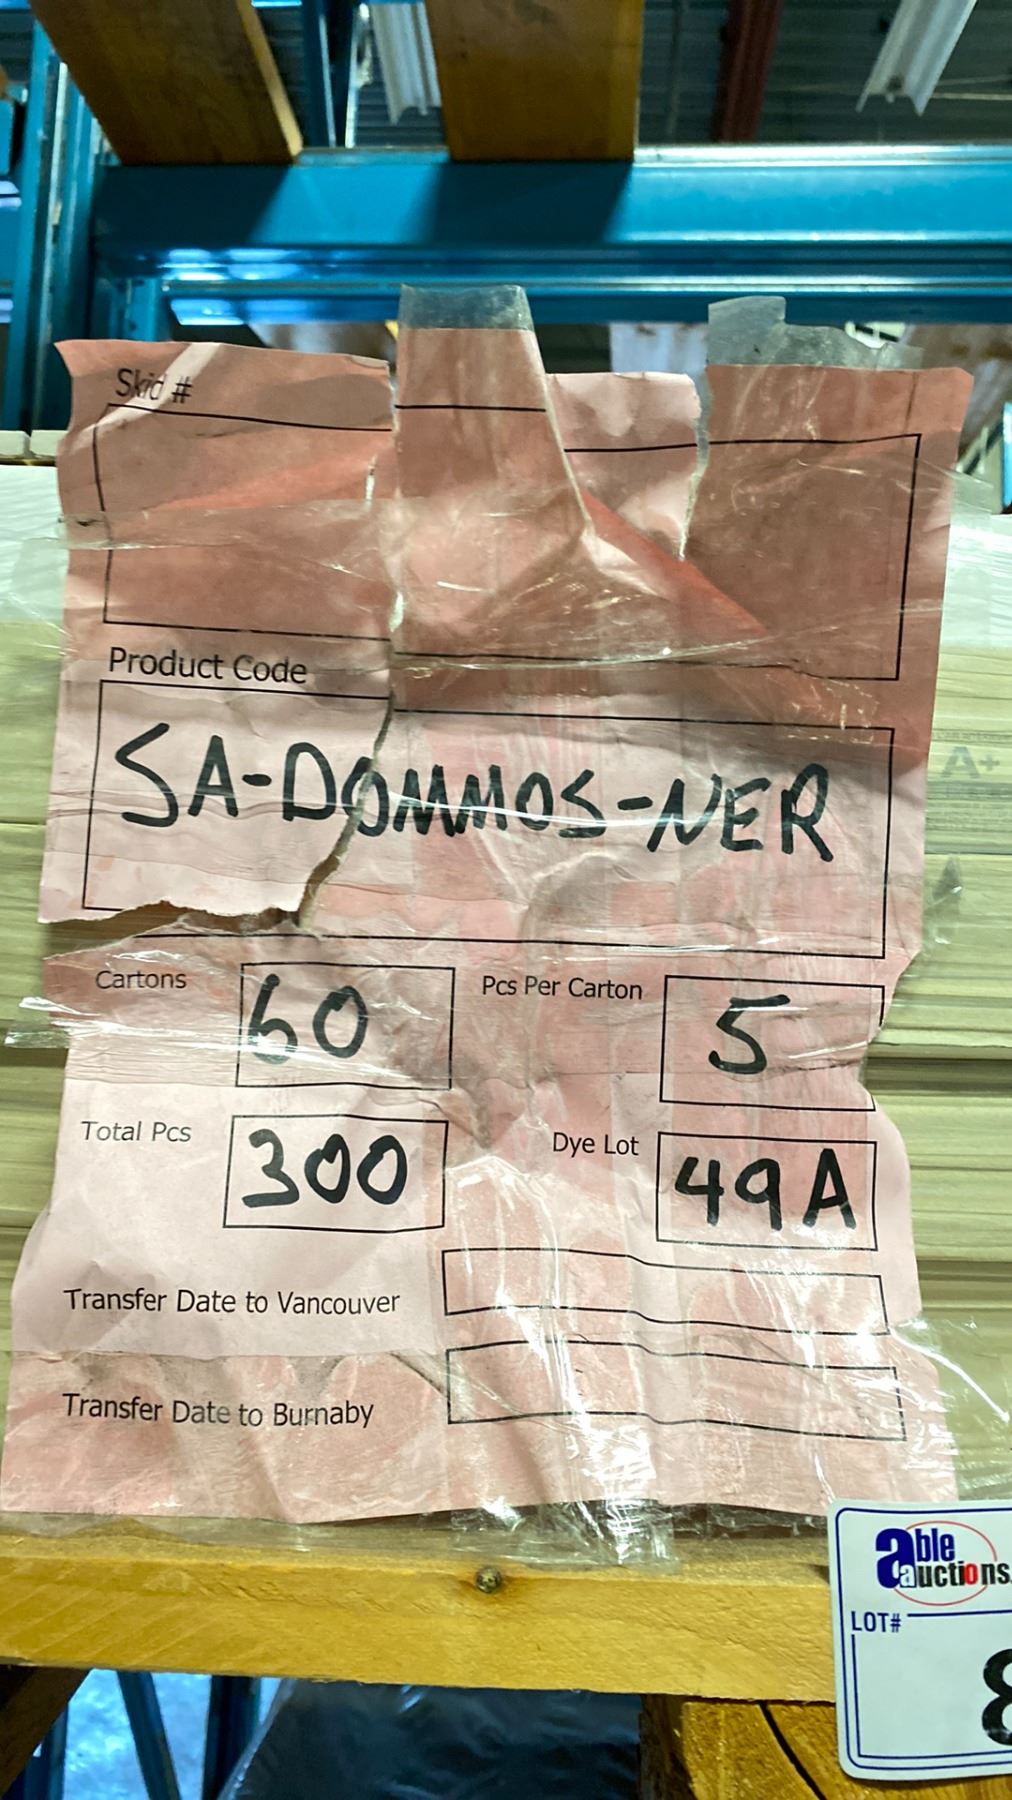 Skid #
Product Code
SA-DOMMOS-NER
A+
Cartons 60 Pcs Per Carton 5
Total Pcs 300 Dye Lot 49A
Transfer Date to Vancouver
Transfer Date to Burnaby
able
auctions
LOT#
8